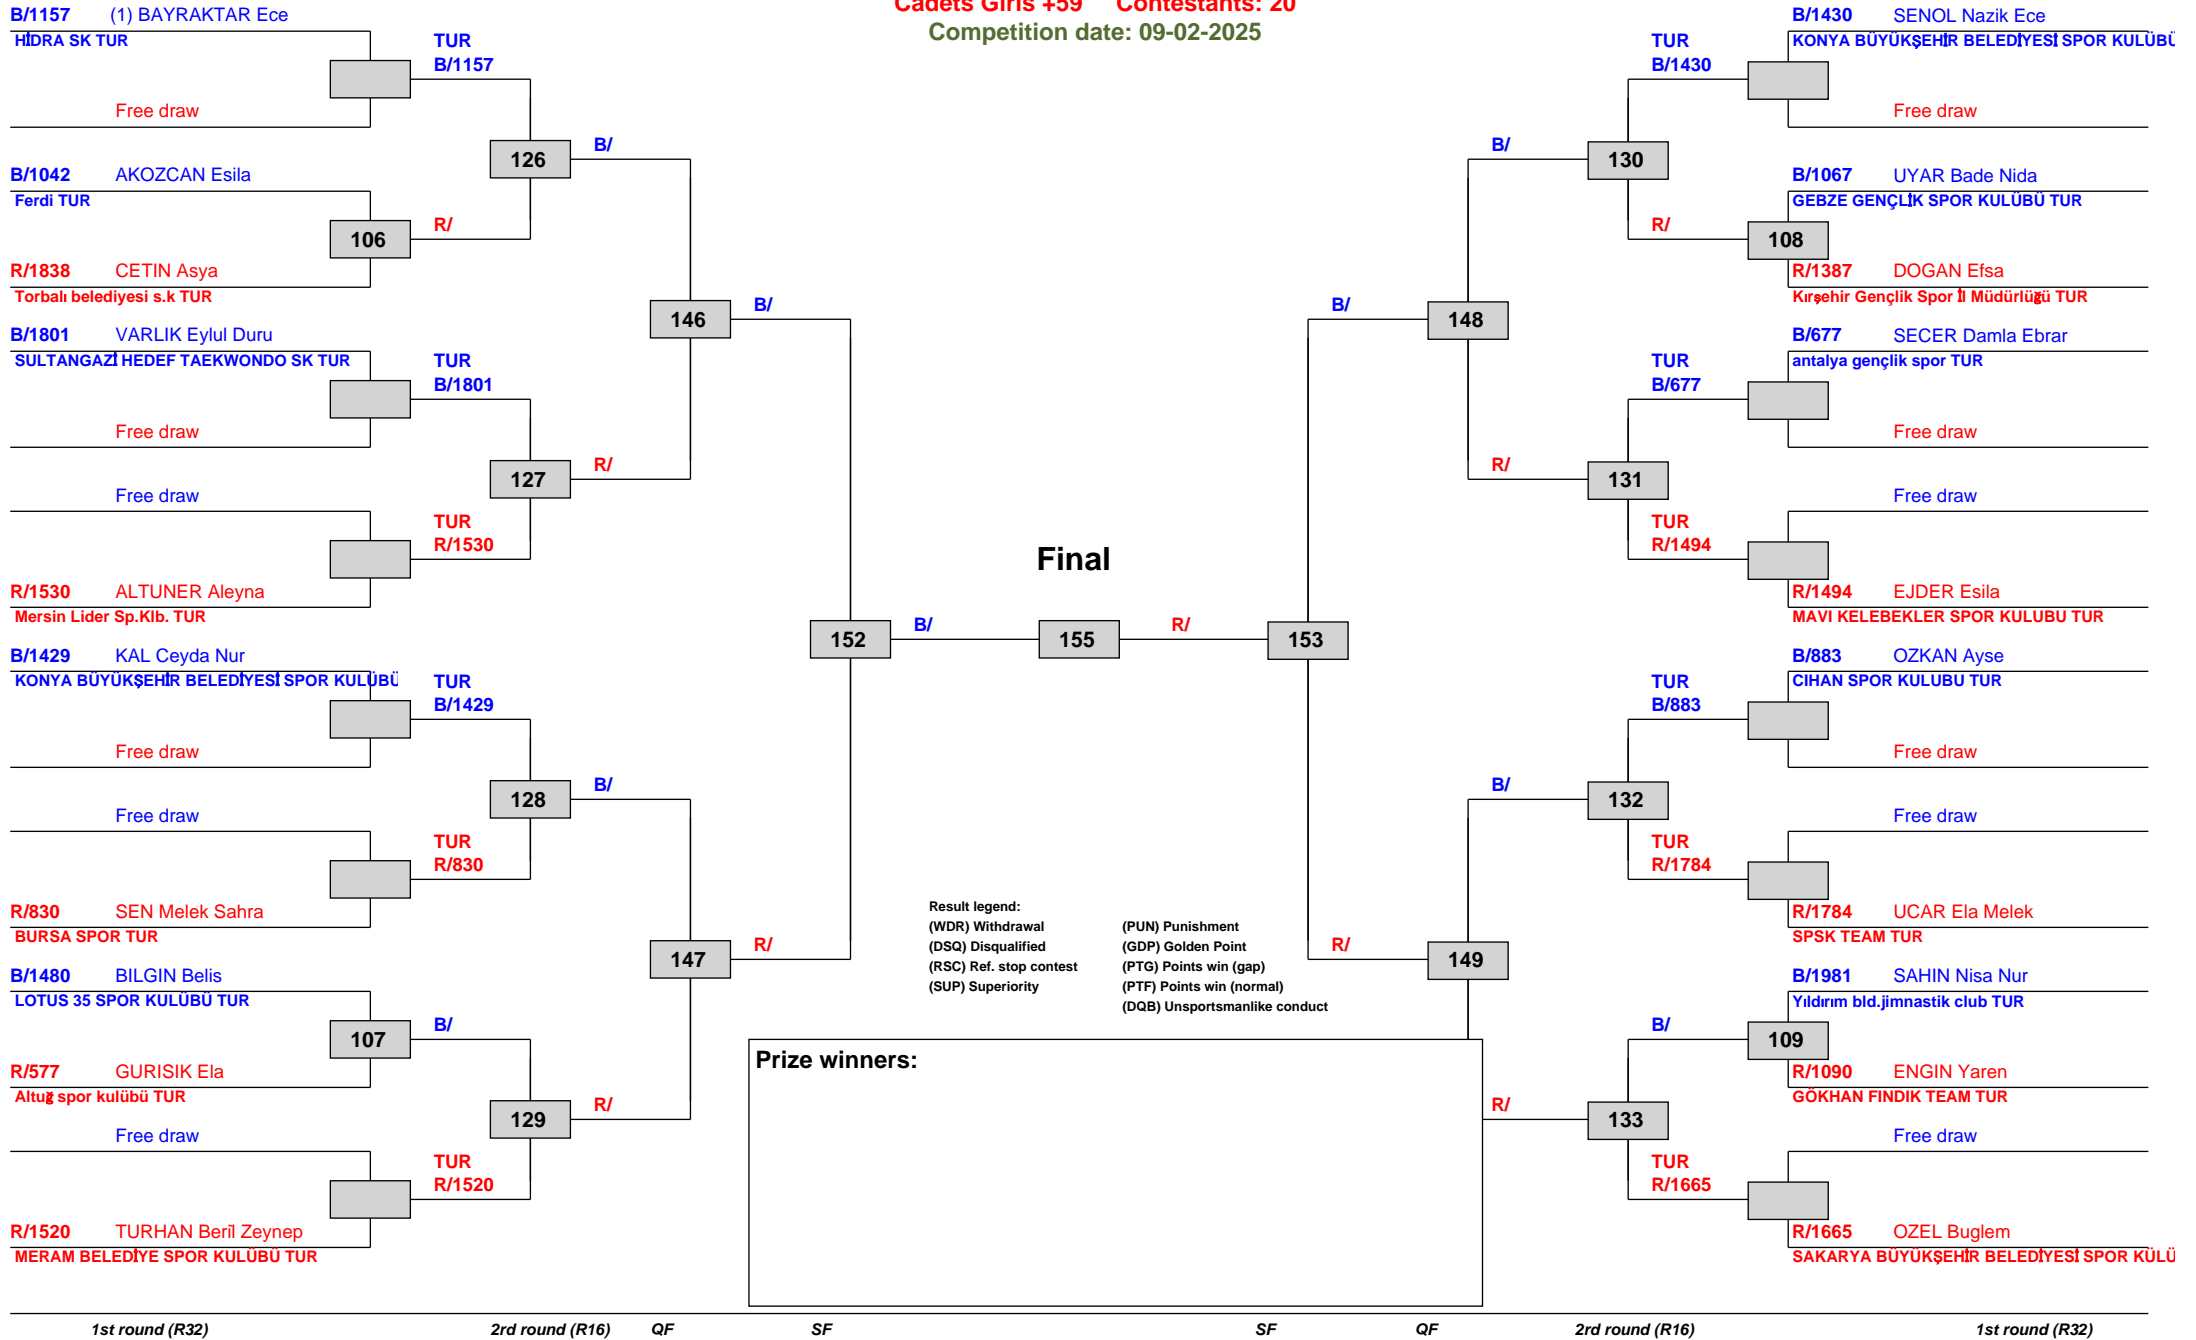 Cadets Girls +59 Contestants: 20
Competition date: 09-02-2025
B/1157 (1) BAYRAKTAR Ece
HİDRA SK TUR
TUR
B/1157
Free draw
126
B/
B/1042 AKOZCAN Esila
Ferdi TUR
106
R/
R/1838 CETIN Asya
Torbalı belediyesi s.k TUR
146
B/
B/1801 VARLIK Eylul Duru
SULTANGAZİ HEDEF TAEKWONDO SK TUR
TUR
B/1801
Free draw
127
R/
Free draw
TUR
R/1530
R/1530 ALTUNER Aleyna
Mersin Lider Sp.Klb. TUR
152
B/
B/1429 KAL Ceyda Nur
KONYA BÜYÜKŞEHİR BELEDİYESİ SPOR KULÜBÜ
TUR
B/1429
Free draw
128
B/
Free draw
TUR
R/830
R/830 SEN Melek Sahra
BURSA SPOR TUR
147
R/
B/1480 BILGIN Belis
LOTUS 35 SPOR KULÜBÜ TUR
107
B/
R/577 GURISIK Ela
Altuğ spor kulübü TUR
129
R/
Free draw
TUR
R/1520
R/1520 TURHAN Beril Zeynep
MERAM BELEDİYE SPOR KULÜBÜ TUR
Final
155
R/
153
Result legend:
(WDR) Withdrawal (PUN) Punishment
(DSQ) Disqualified (GDP) Golden Point
(RSC) Ref. stop contest (PTG) Points win (gap)
(SUP) Superiority (PTF) Points win (normal)
(DQB) Unsportsmanlike conduct
Prize winners:
B/1430 SENOL Nazik Ece
KONYA BÜYÜKŞEHİR BELEDİYESİ SPOR KULÜBÜ
TUR
B/1430
Free draw
B/
130
B/1067 UYAR Bade Nida
GEBZE GENÇLİK SPOR KULÜBÜ TUR
R/
108
R/1387 DOGAN Efsa
Kırşehir Gençlik Spor İl Müdürlüğü TUR
B/
148
B/677 SECER Damla Ebrar
antalya gençlik spor TUR
TUR
B/677
Free draw
R/
131
Free draw
TUR
R/1494
R/1494 EJDER Esila
MAVI KELEBEKLER SPOR KULUBU TUR
B/883 OZKAN Ayse
CIHAN SPOR KULUBU TUR
TUR
B/883
Free draw
B/
132
Free draw
TUR
R/1784
R/1784 UCAR Ela Melek
SPSK TEAM TUR
R/
149
B/1981 SAHIN Nisa Nur
Yıldırım bld.jimnastik club TUR
B/
109
R/1090 ENGIN Yaren
GÖKHAN FINDIK TEAM TUR
R/
133
Free draw
TUR
R/1665
R/1665 OZEL Buglem
SAKARYA BÜYÜKŞEHİR BELEDİYESİ SPOR KÜLÜ
1st round (R32) 2rd round (R16) QF SF SF QF 2rd round (R16) 1st round (R32)